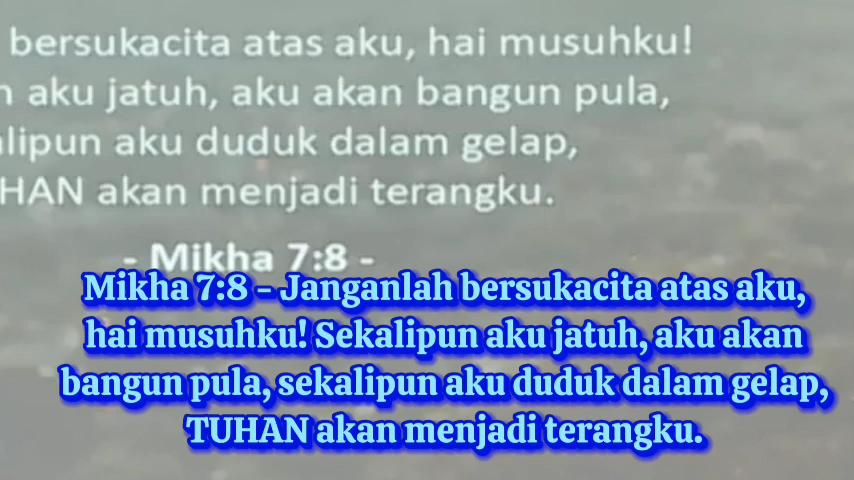 bersukacita atas aku, hai musuhku!
aku jatuh, aku akan bangun pula,
aku duduk dalam gelap,
akan menjadi terangku.
- Mikha 7:8 -
Mikha 7:8 - Janganlah bersukacita atas aku,
hai musuhku! Sekalipun aku jatuh, aku akan
bangun pula, sekalipun aku duduk dalam gelap,
TUHAN akan menjadi terangku.